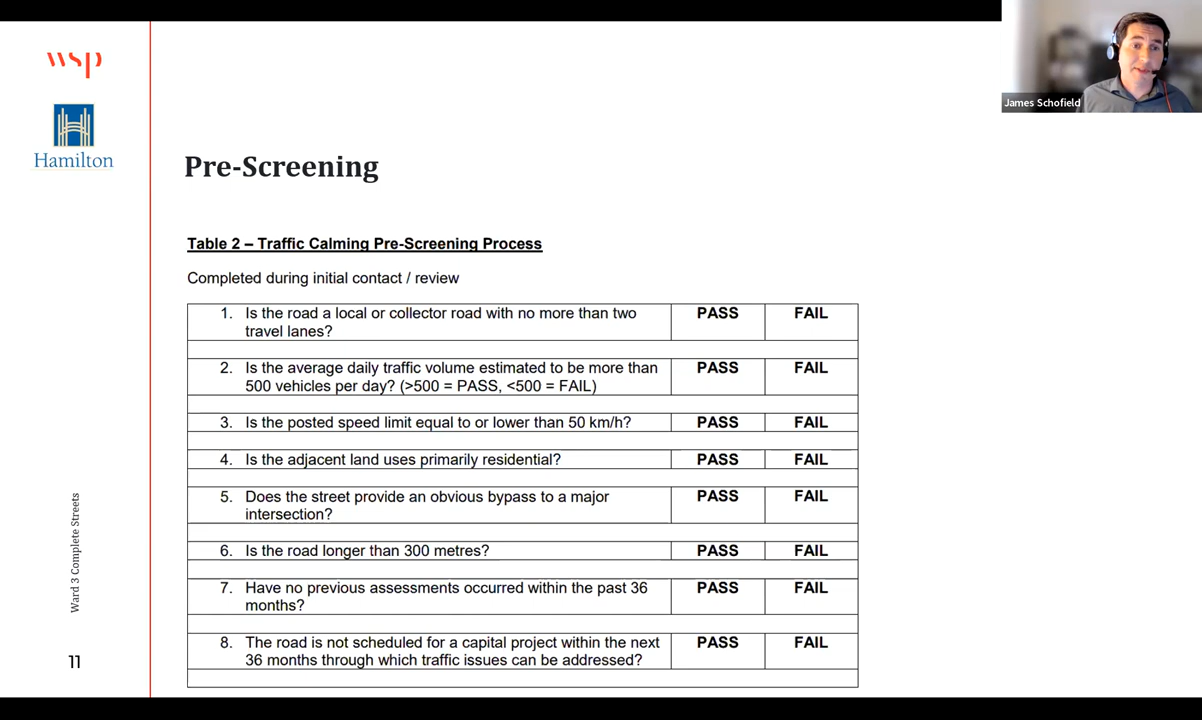 wsp
Hamilton
James Schofield
Pre-Screening
Table 2 – Traffic Calming Pre-Screening Process
Completed during initial contact / review
1. Is the road a local or collector road with no more than two PASS FAIL
travel lanes?
2. Is the average daily traffic volume estimated to be more than PASS FAIL
500 vehicles per day? (>500 = PASS, <500 = FAIL)
3. Is the posted speed limit equal to or lower than 50 km/h? PASS FAIL
4. Is the adjacent land uses primarily residential? PASS FAIL
5. Does the street provide an obvious bypass to a major PASS FAIL
intersection?
6. Is the road longer than 300 metres? PASS FAIL
7. Have no previous assessments occurred within the past 36 PASS FAIL
months?
8. The road is not scheduled for a capital project within the next PASS FAIL
36 months through which traffic issues can be addressed?
Ward 3 Complete Streets
11